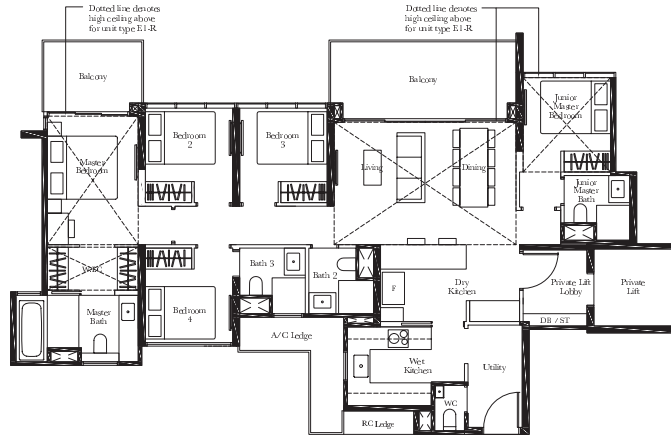 Dotted line denotes
high ceiling above
for unit type E1-R
Dotted line denotes
high ceiling above
for unit type E1-R
Balcony
Balcony
Junior
Master
Bedroom
Bedroom
2
Bedroom
3
Master
Bedroom
Living
Dining
Junior
Master
Bath
W.I.C
Bath 3
Bath 2
F
Dry
Kitchen
Private Lift
Lobby
Private
Lift
Master
Bath
Bedroom
4
A/C Ledge
DB / ST
Wet
Kitchen
Utility
WC
RC Ledge